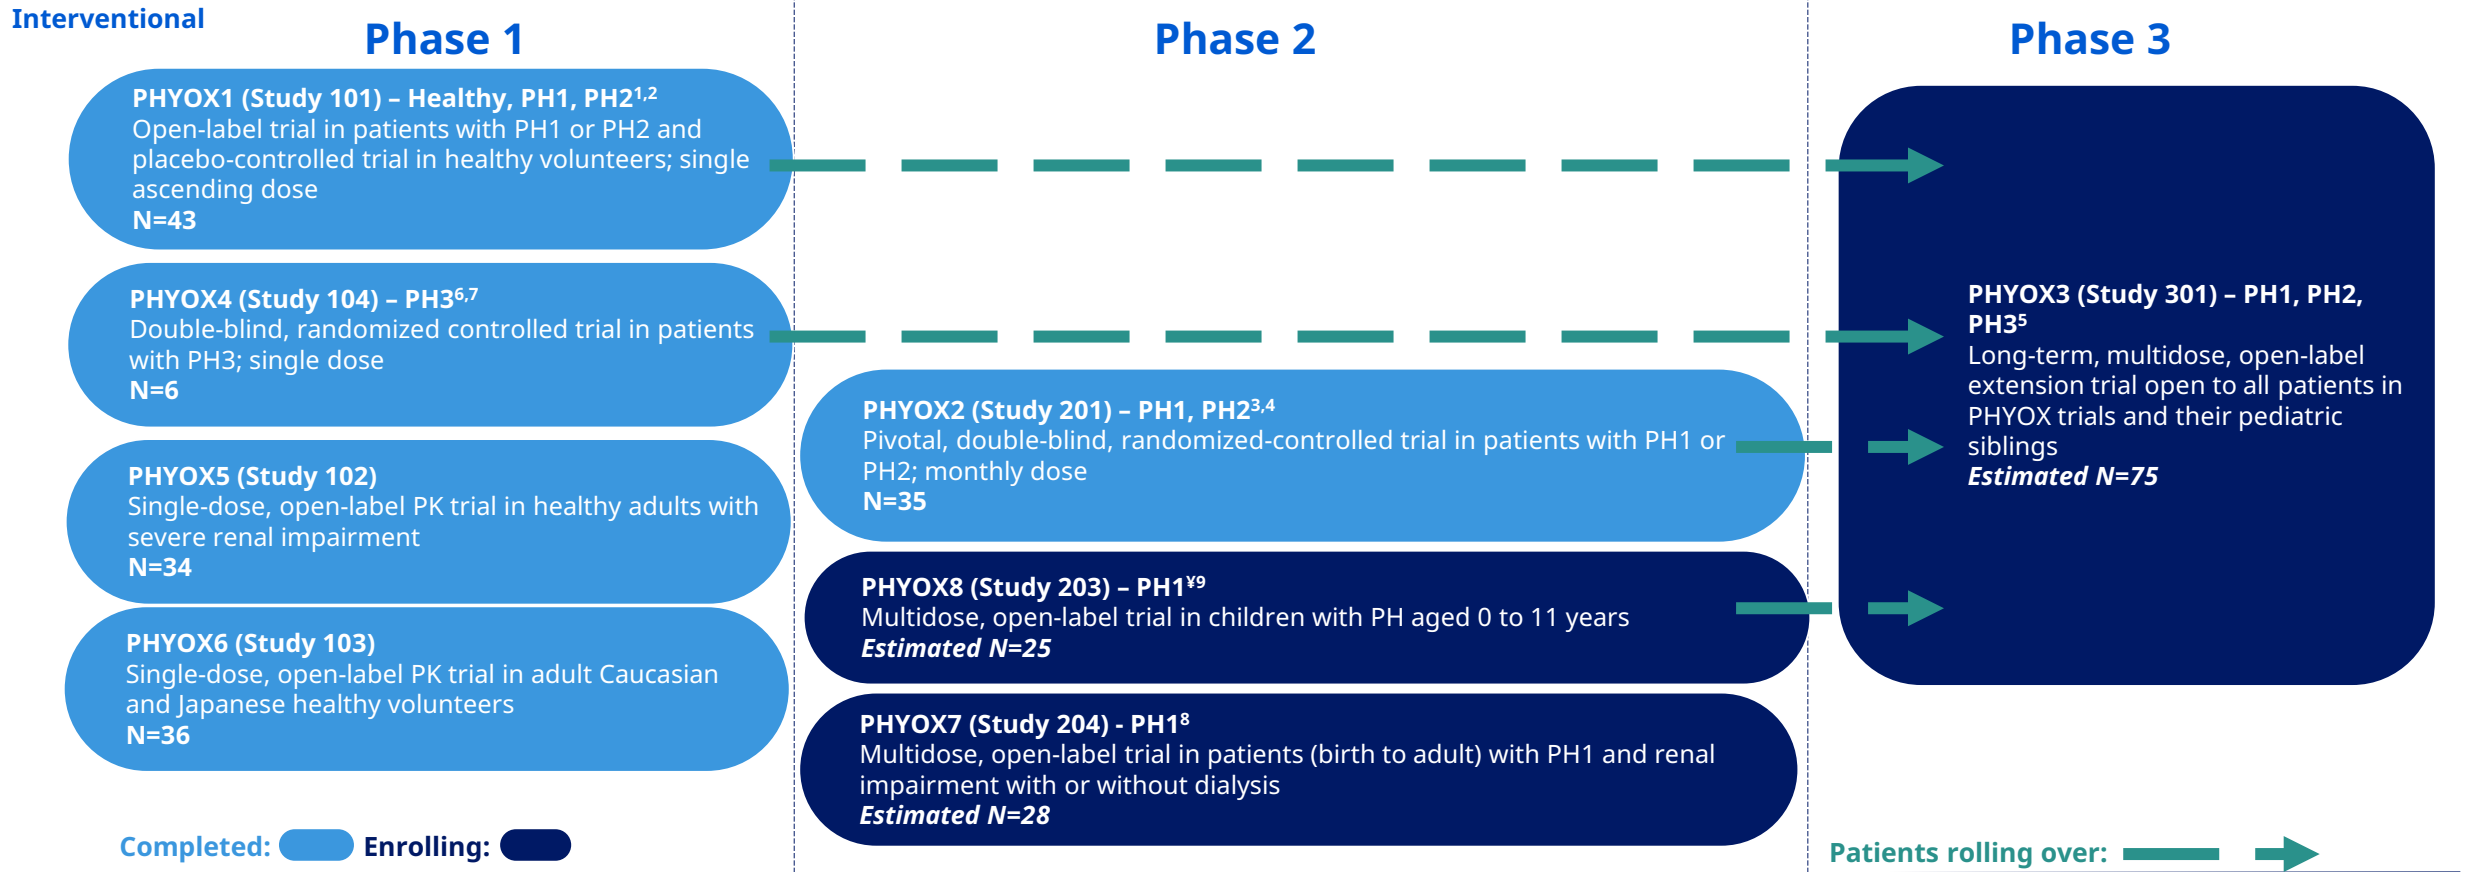 Interventional
Phase 1
PHYOX1 (Study 101) – Healthy, PH1, PH2¹,²
Open-label trial in patients with PH1 or PH2 and
placebo-controlled trial in healthy volunteers; single
ascending dose
N=43
PHYOX4 (Study 104) – PH3⁶,⁷
Double-blind, randomized controlled trial in patients
with PH3; single dose
N=6
PHYOX5 (Study 102)
Single-dose, open-label PK trial in healthy adults with
severe renal impairment
N=34
PHYOX6 (Study 103)
Single-dose, open-label PK trial in adult Caucasian
and Japanese healthy volunteers
N=36
Phase 2
PHYOX2 (Study 201) – PH1, PH2³,⁴
Pivotal, double-blind, randomized-controlled trial in patients with PH1 or
PH2; monthly dose
N=35
PHYOX8 (Study 203) – PH1¥⁹
Multidose, open-label trial in children with PH aged 0 to 11 years
Estimated N=25
PHYOX7 (Study 204) - PH1⁸
Multidose, open-label trial in patients (birth to adult) with PH1 and renal
impairment with or without dialysis
Estimated N=28
Phase 3
PHYOX3 (Study 301) – PH1, PH2,
PH3⁵
Long-term, multidose, open-label
extension trial open to all patients in
PHYOX trials and their pediatric
siblings
Estimated N=75
Completed: Enrolling:
Patients rolling over: